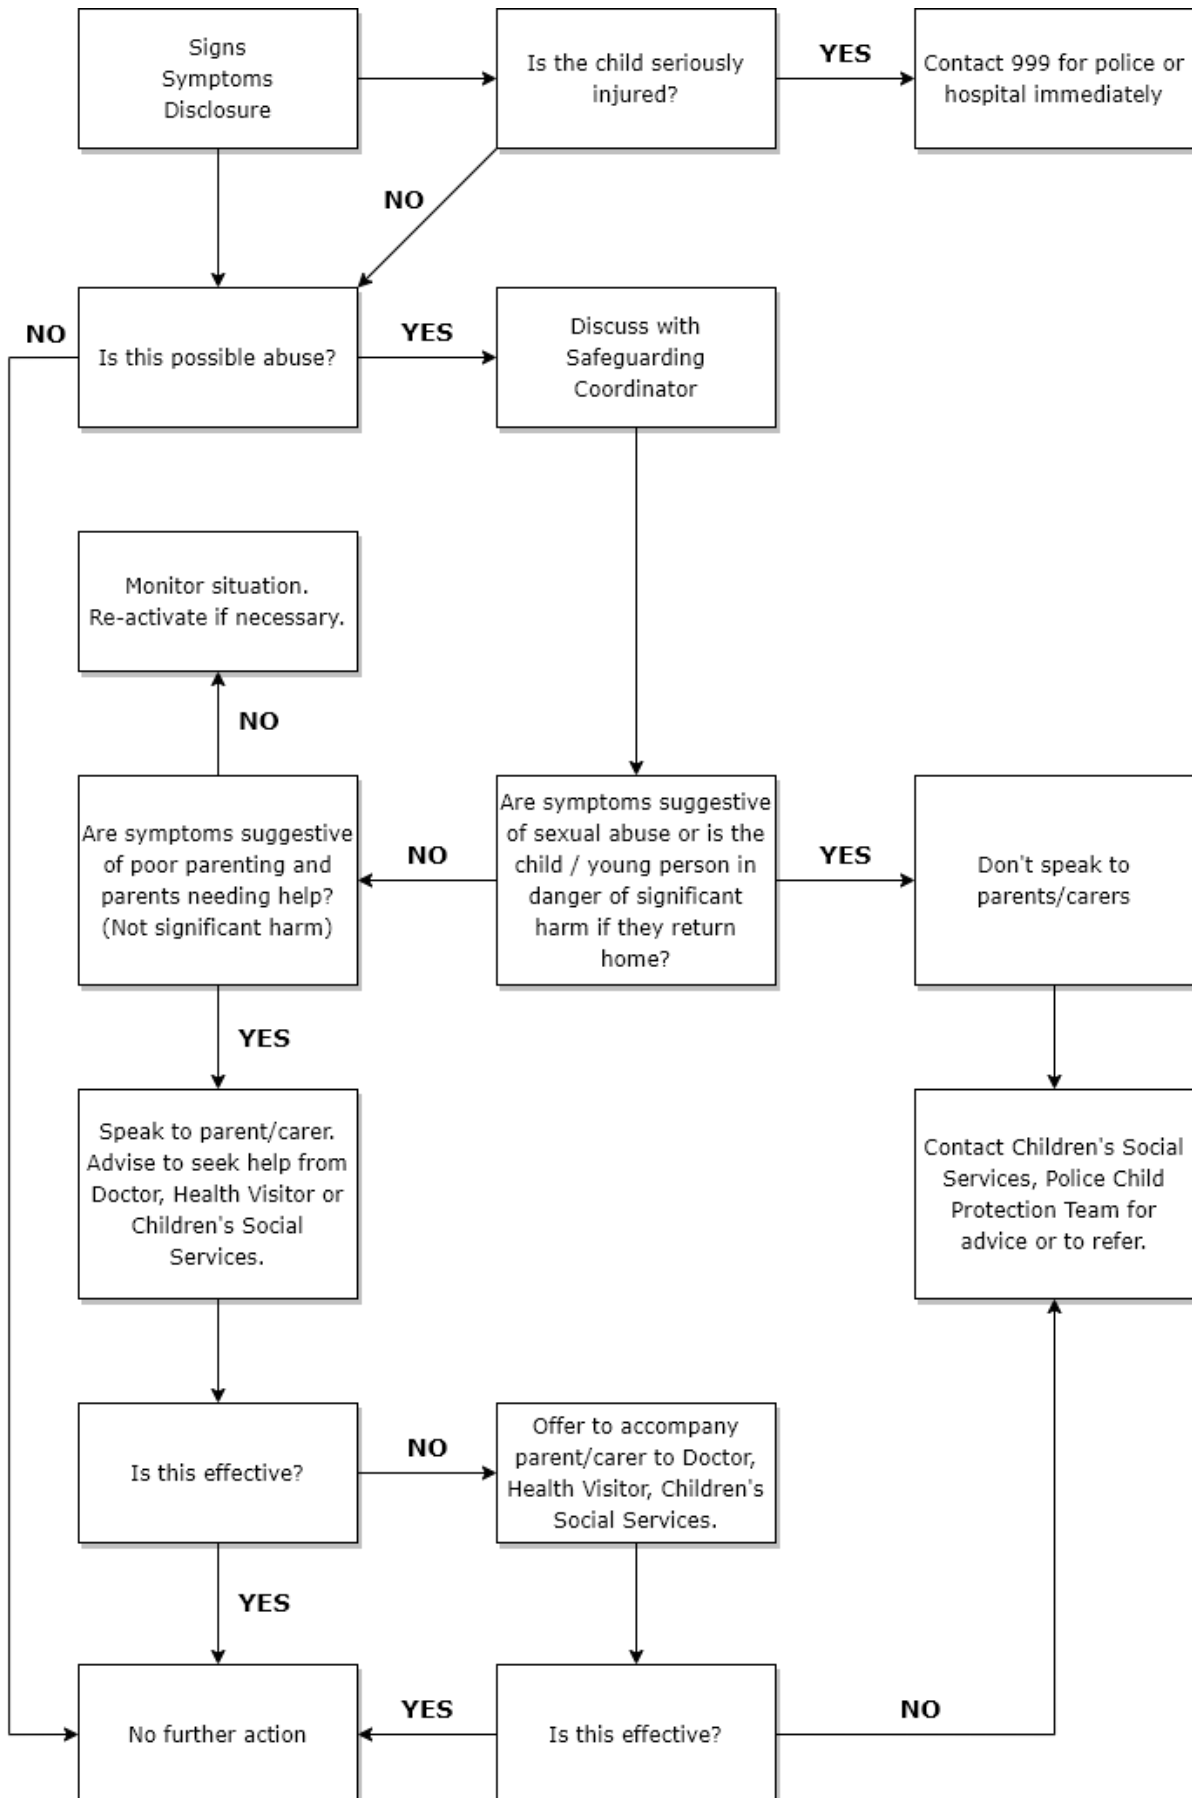 Signs
Symptoms
Disclosure
Is the child seriously
injured?
YES
Contact 999 for police or
hospital immediately
NO
NO
Is this possible abuse?
YES
Discuss with
Safeguarding
Coordinator
Monitor situation.
Re-activate if necessary.
NO
Are symptoms suggestive
of poor parenting and
parents needing help?
(Not significant harm)
NO
Are symptoms suggestive
of sexual abuse or is the
child / young person in
danger of significant
harm if they return
home?
YES
Don't speak to
parents/carers
YES
Speak to parent/carer.
Advise to seek help from
Doctor, Health Visitor or
Children's Social
Services.
Contact Children's Social
Services, Police Child
Protection Team for
advice or to refer.
Is this effective?
NO
Offer to accompany
parent/carer to Doctor,
Health Visitor, Children's
Social Services.
YES
No further action
YES
Is this effective?
NO